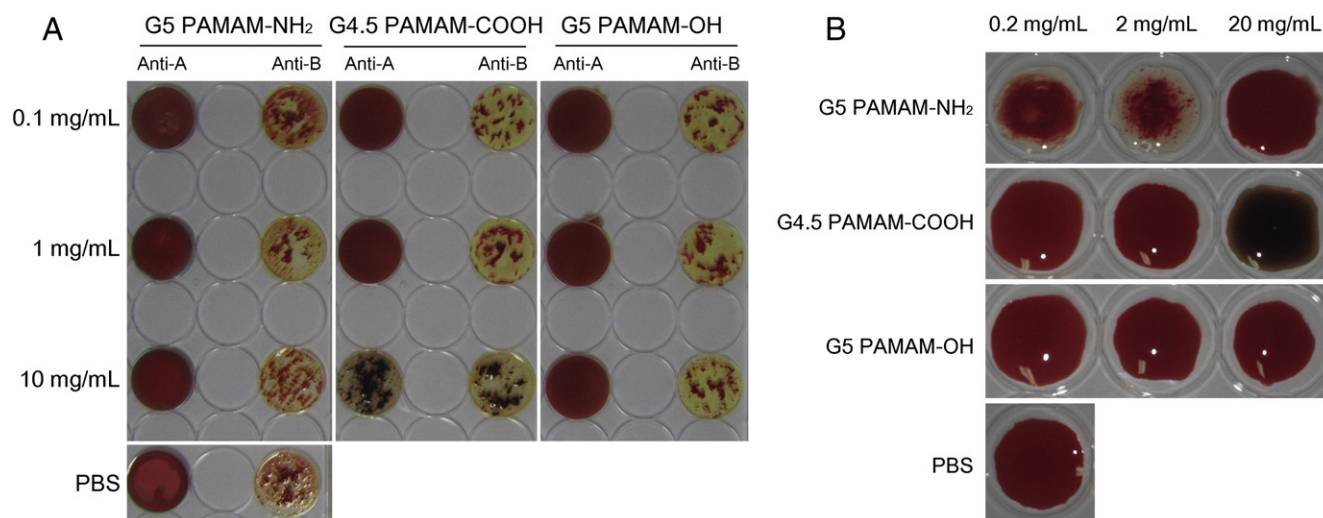 A
G5 PAMAM-NH₂ G4.5 PAMAM-COOH G5 PAMAM-OH
Anti-A Anti-B Anti-A Anti-B Anti-A Anti-B
0.1 mg/mL
1 mg/mL
10 mg/mL
PBS
B
0.2 mg/mL 2 mg/mL 20 mg/mL
G5 PAMAM-NH₂
G4.5 PAMAM-COOH
G5 PAMAM-OH
PBS